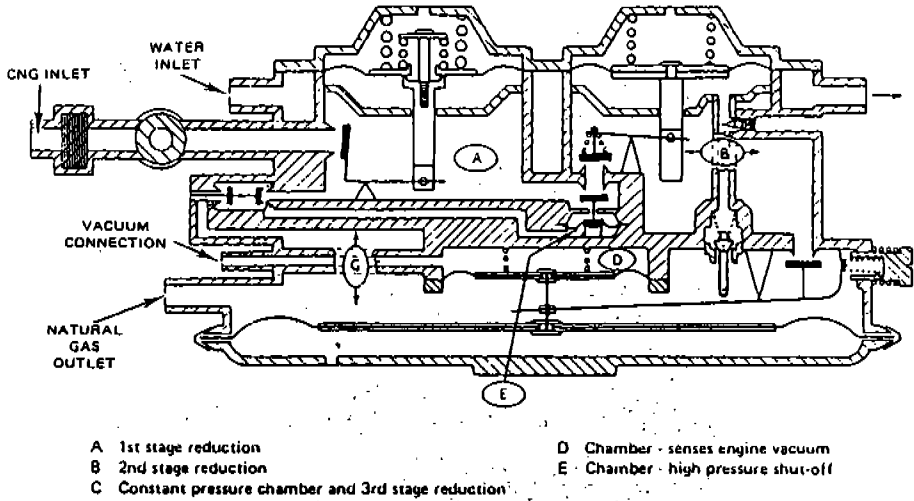 WATER
INLET
CNG INLET
A
B
VACUUM
CONNECTION
C
D
NATURAL
GAS
OUTLET
E
A 1st stage reduction
B 2nd stage reduction
C Constant pressure chamber and 3rd stage reduction
D Chamber - senses engine vacuum
E Chamber - high pressure shut-off